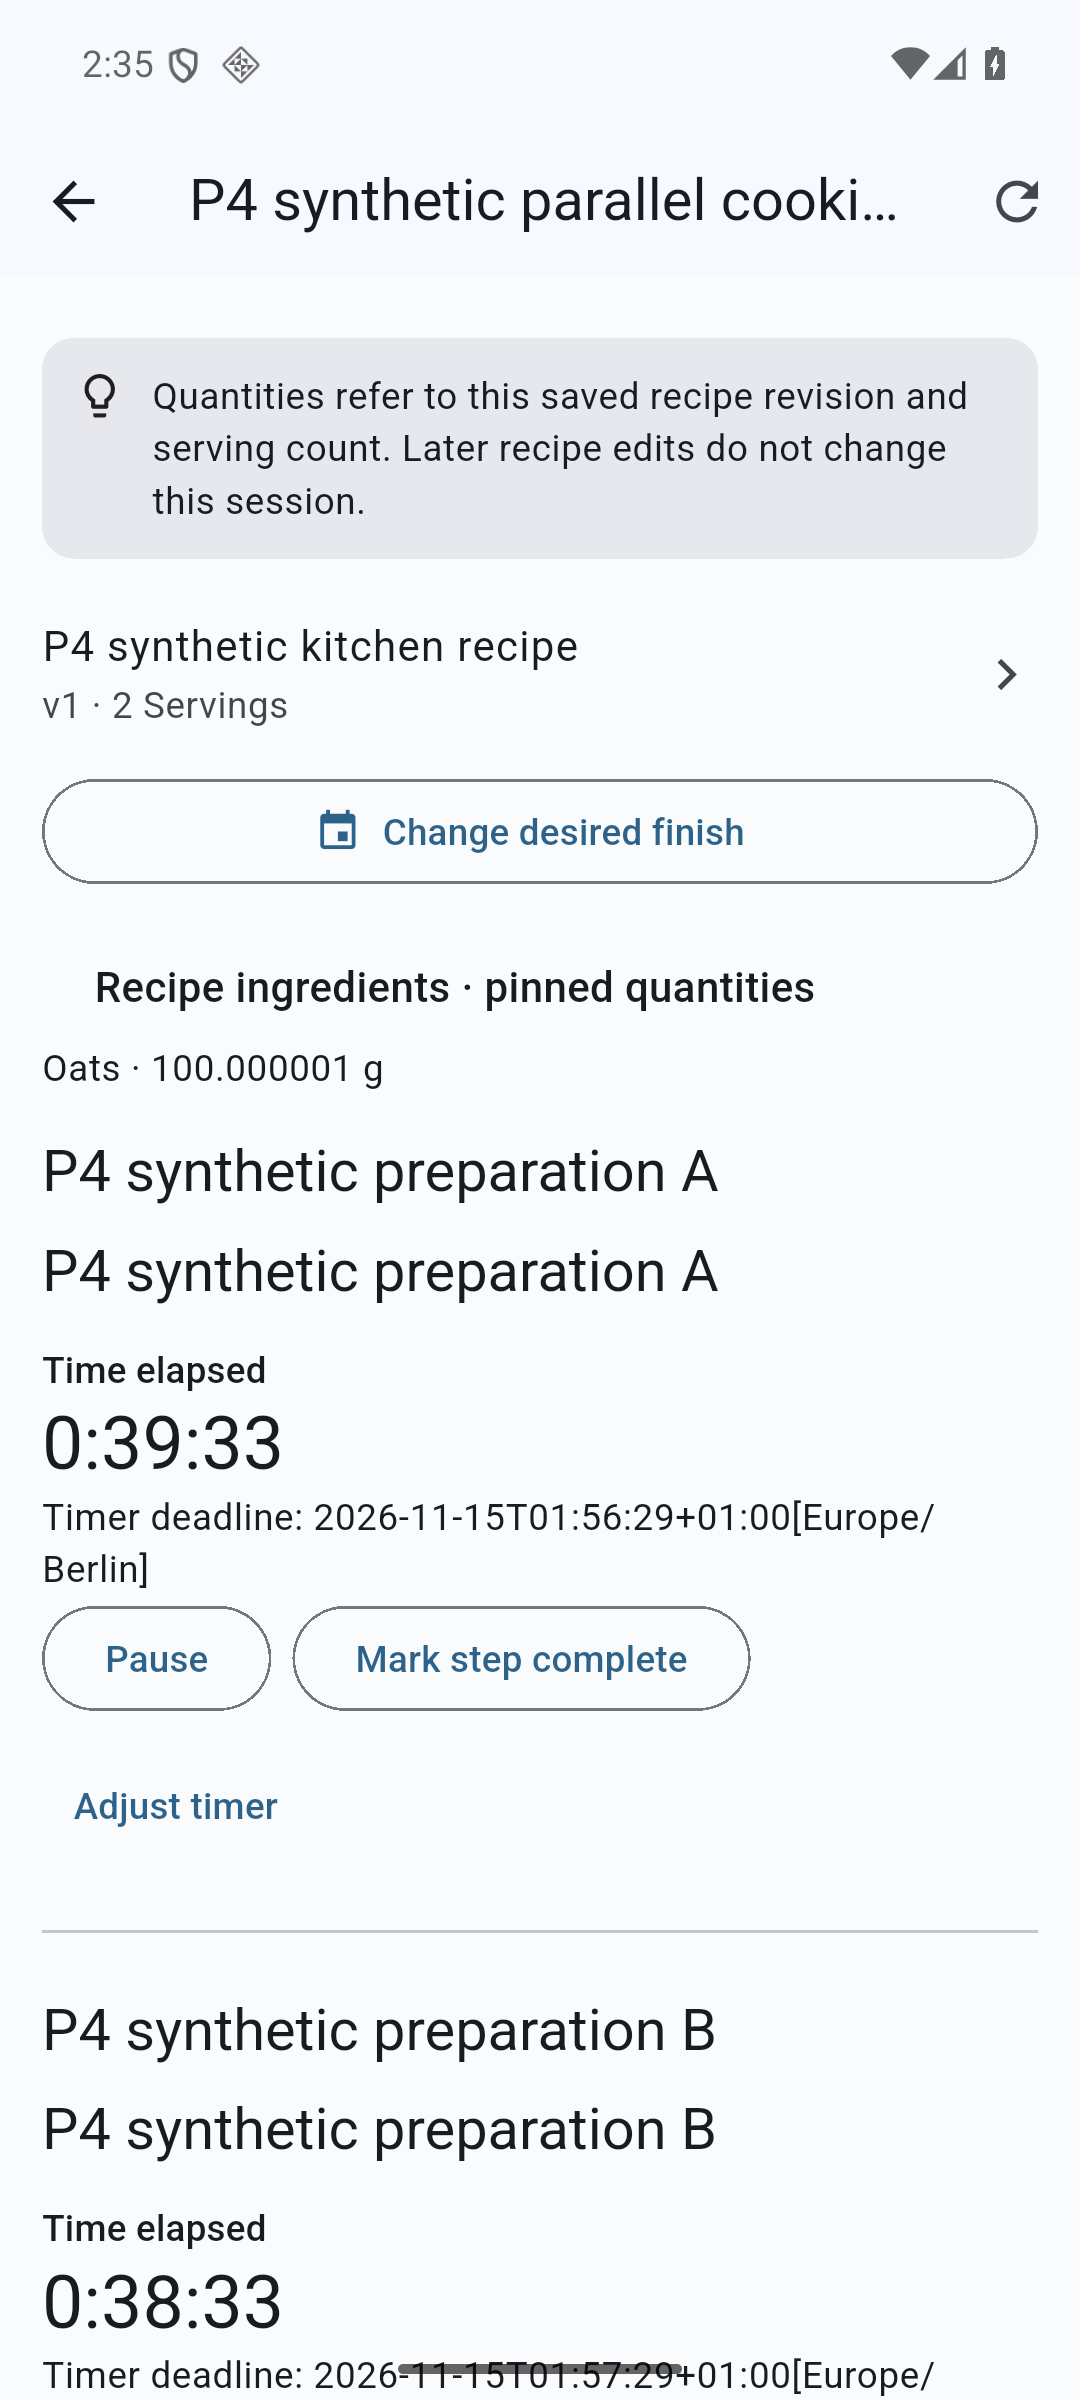 2:35
P4 synthetic parallel cooki…
Quantities refer to this saved recipe revision and
serving count. Later recipe edits do not change
this session.
P4 synthetic kitchen recipe
v1 · 2 Servings
Change desired finish
Recipe ingredients · pinned quantities
Oats · 100.000001 g
P4 synthetic preparation A
P4 synthetic preparation A
Time elapsed
0:39:33
Timer deadline: 2026-11-15T01:56:29+01:00[Europe/
Berlin]
Pause
Mark step complete
Adjust timer
P4 synthetic preparation B
P4 synthetic preparation B
Time elapsed
0:38:33
Timer deadline: 2026-11-15T01:57:29+01:00[Europe/